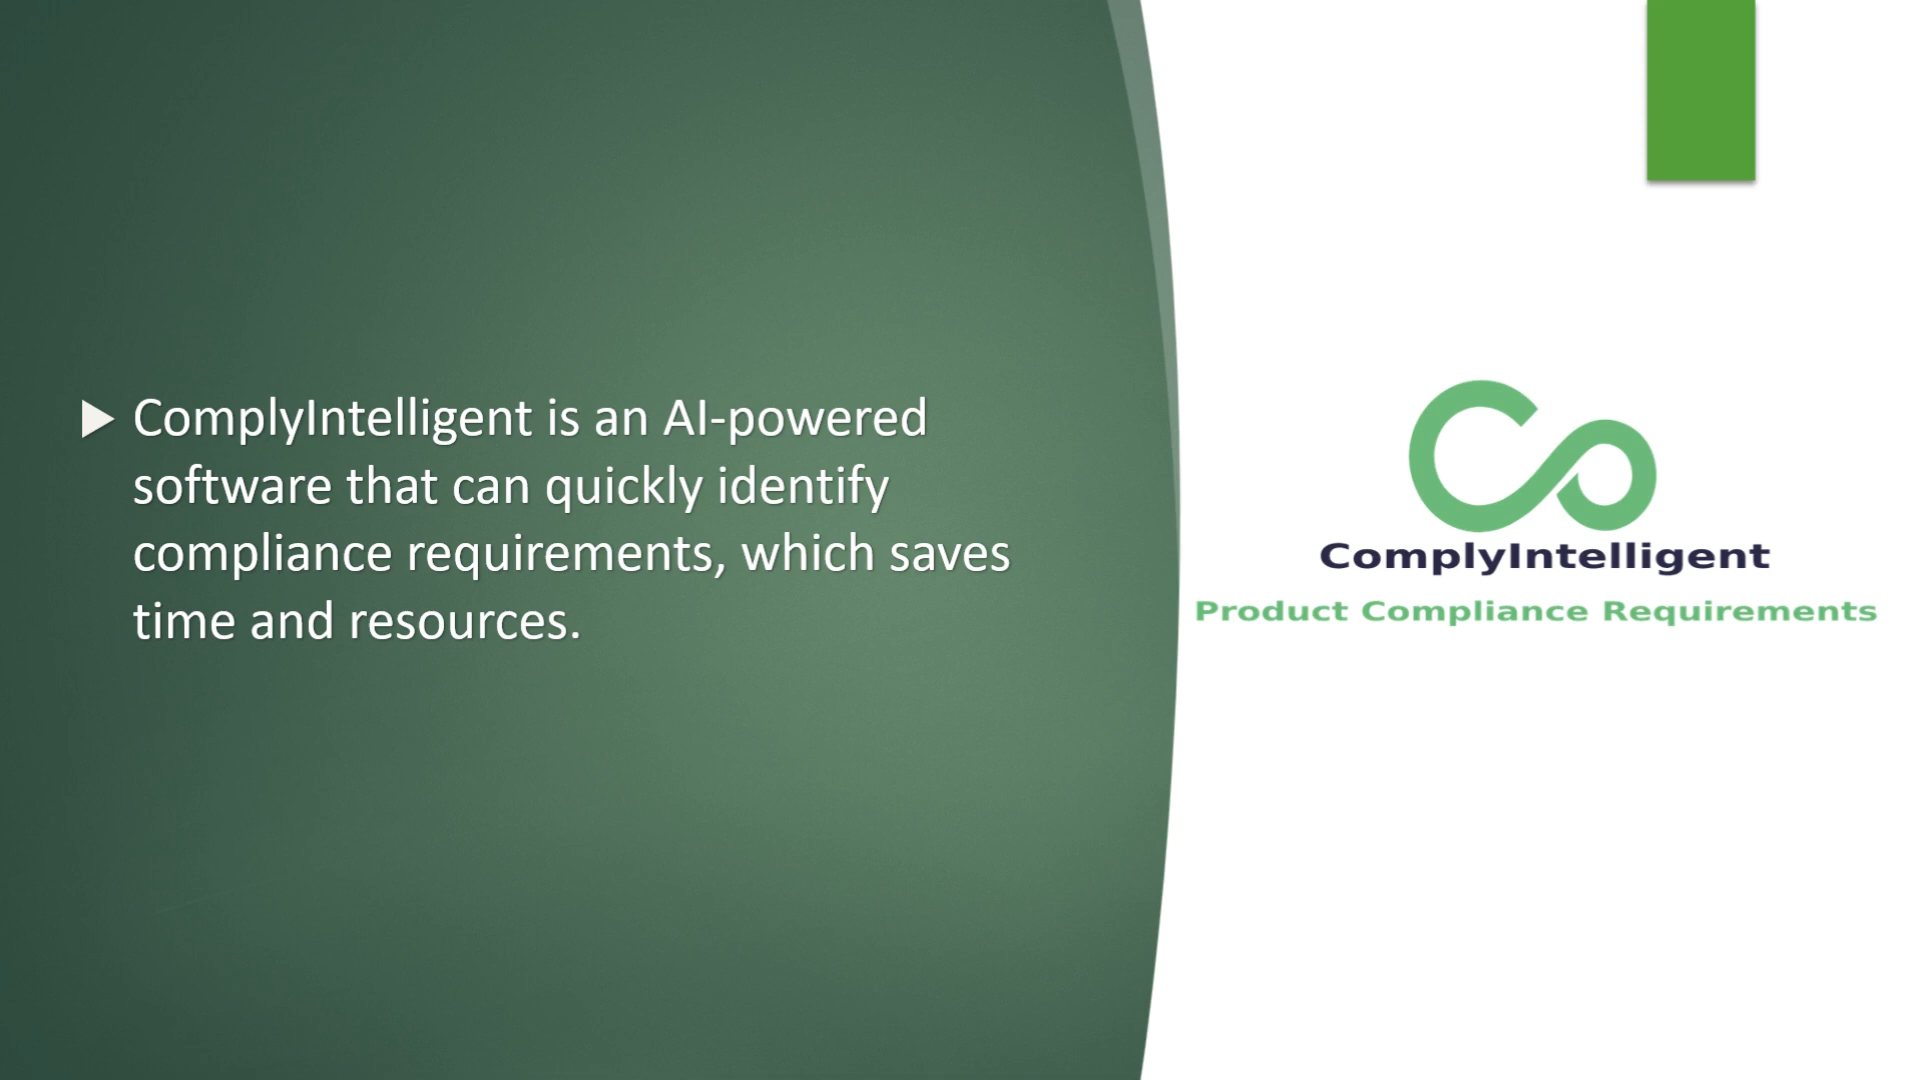 ComplyIntelligent is an AI-powered
software that can quickly identify
compliance requirements, which saves
time and resources.
ComplyIntelligent
Product Compliance Requirements